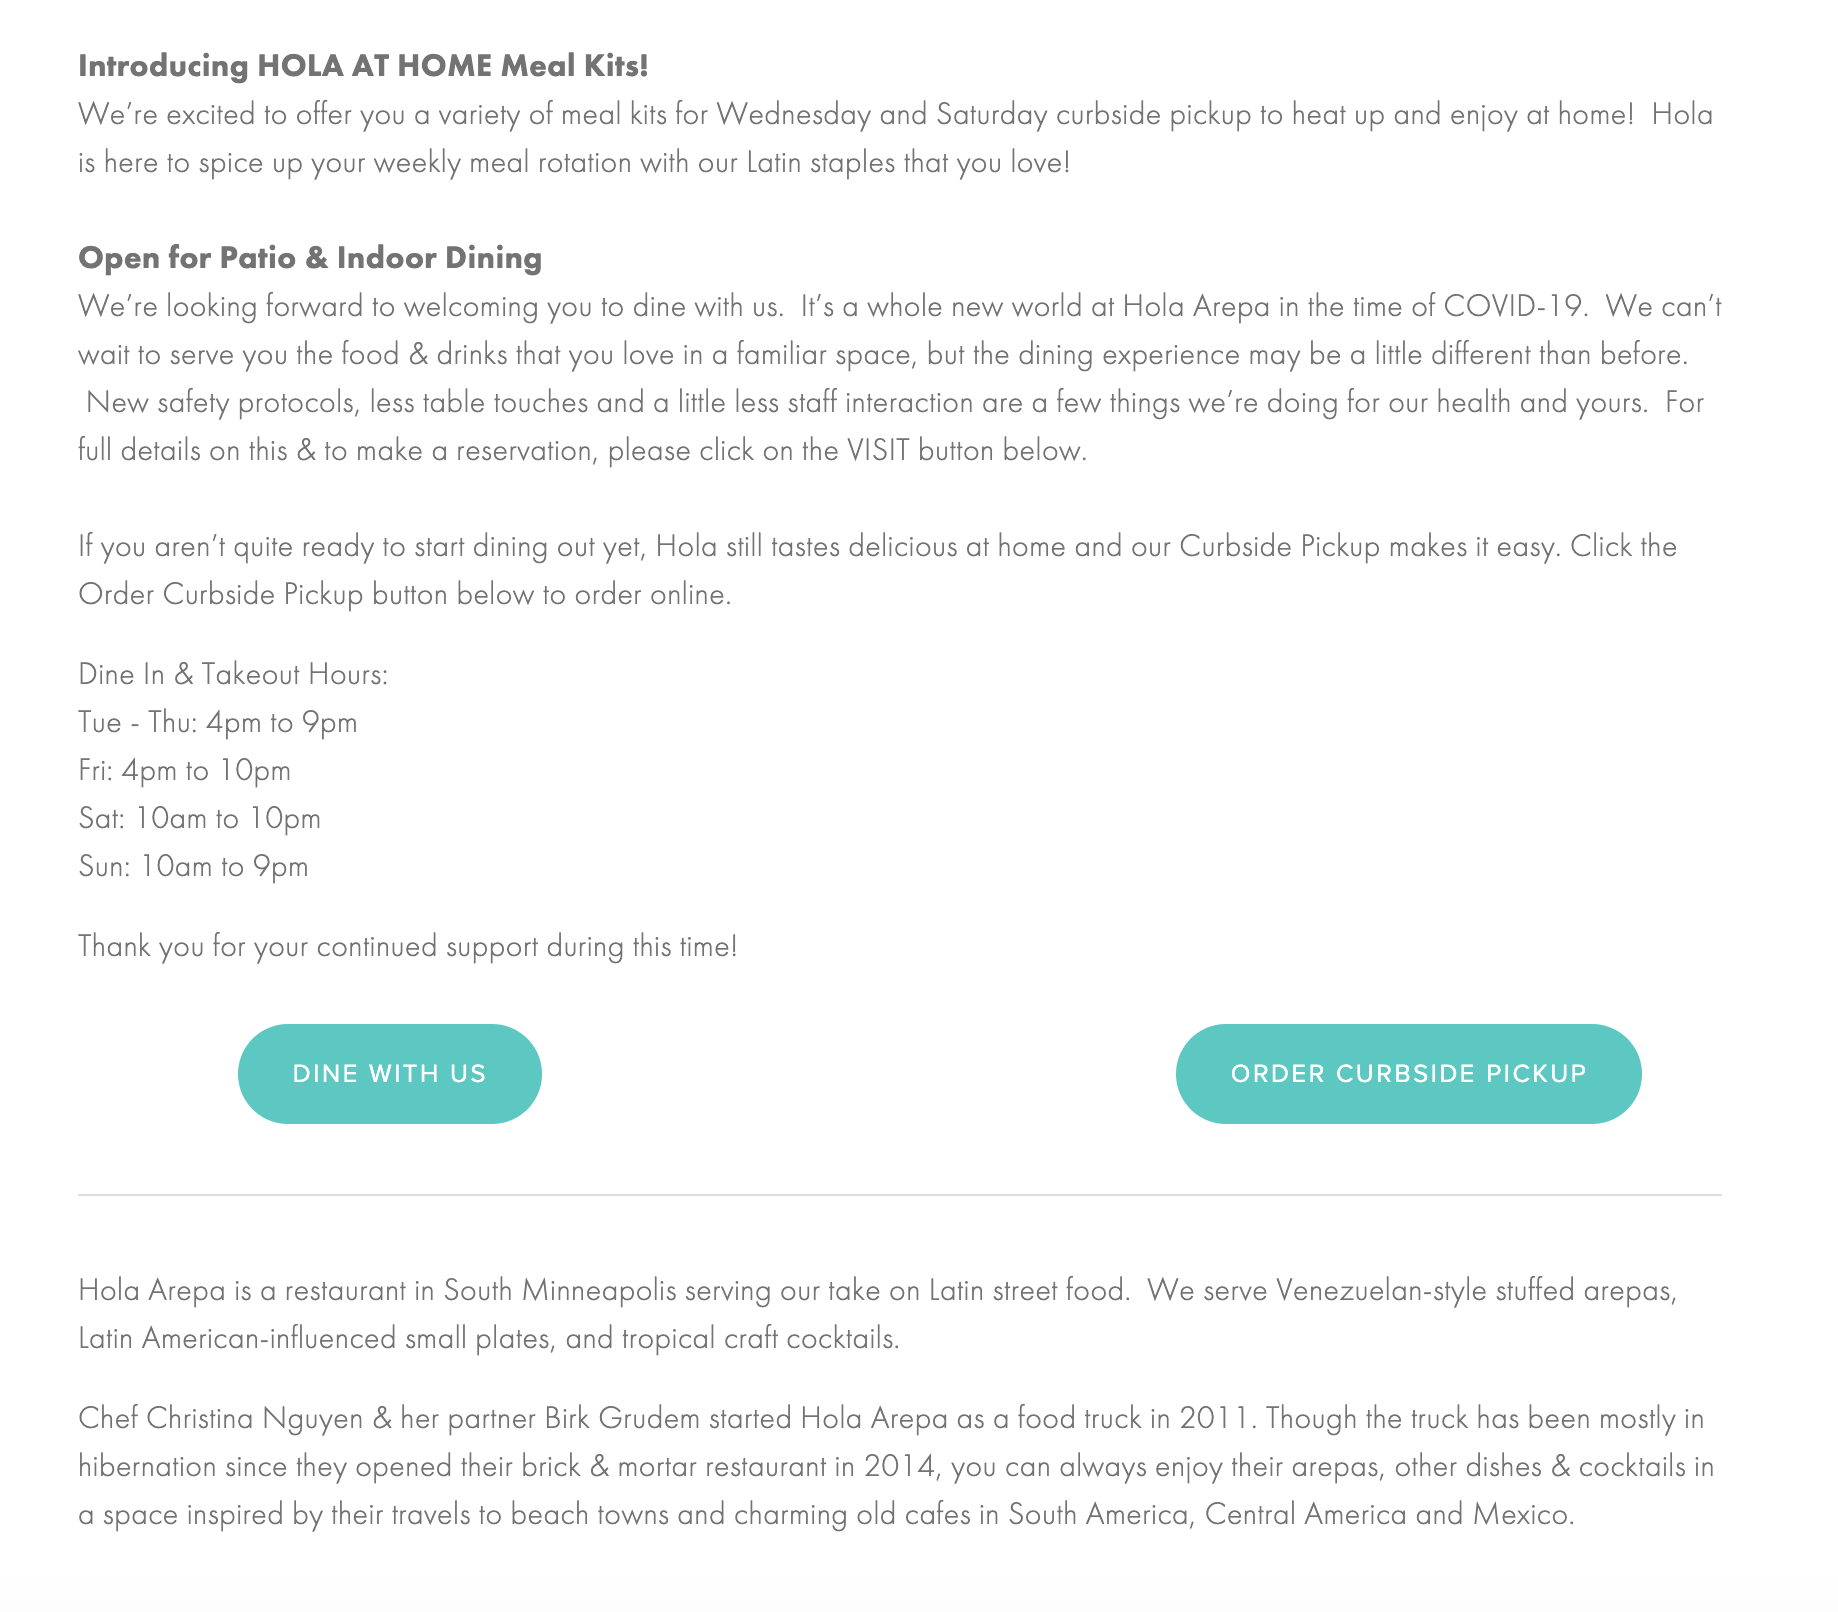 Introducing HOLA AT HOME Meal Kits!
We’re excited to offer you a variety of meal kits for Wednesday and Saturday curbside pickup to heat up and enjoy at home!  Hola
is here to spice up your weekly meal rotation with our Latin staples that you love!
Open for Patio & Indoor Dining
We’re looking forward to welcoming you to dine with us.  It’s a whole new world at Hola Arepa in the time of COVID-19.  We can’t
wait to serve you the food & drinks that you love in a familiar space, but the dining experience may be a little different than before.
New safety protocols, less table touches and a little less staff interaction are a few things we’re doing for our health and yours.  For
full details on this & to make a reservation, please click on the VISIT button below.
If you aren’t quite ready to start dining out yet, Hola still tastes delicious at home and our Curbside Pickup makes it easy. Click the
Order Curbside Pickup button below to order online.
Dine In & Takeout Hours:
Tue - Thu: 4pm to 9pm
Fri: 4pm to 10pm
Sat: 10am to 10pm
Sun: 10am to 9pm
Thank you for your continued support during this time!
DINE WITH US
ORDER CURBSIDE PICKUP
Hola Arepa is a restaurant in South Minneapolis serving our take on Latin street food.  We serve Venezuelan-style stuffed arepas,
Latin American-influenced small plates, and tropical craft cocktails.
Chef Christina Nguyen & her partner Birk Grudem started Hola Arepa as a food truck in 2011. Though the truck has been mostly in
hibernation since they opened their brick & mortar restaurant in 2014, you can always enjoy their arepas, other dishes & cocktails in
a space inspired by their travels to beach towns and charming old cafes in South America, Central America and Mexico.